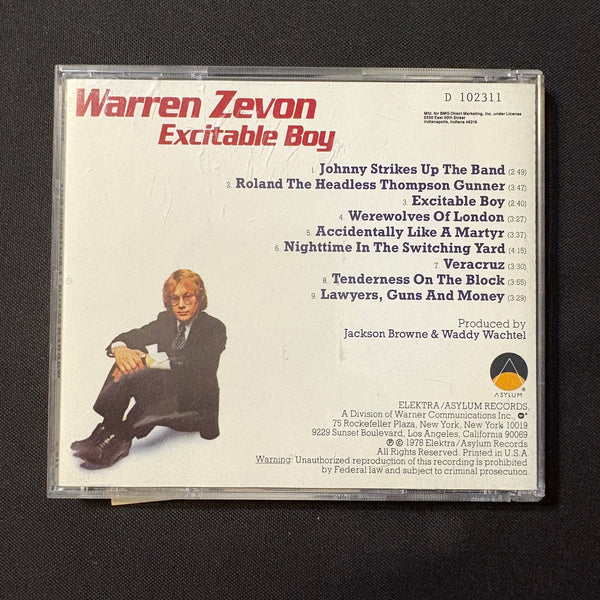 Warren Zevon
Excitable Boy
D 102311
Mfd. for BMG Direct Marketing, Inc. under License
6550 East 30th Street
Indianapolis, Indiana 46219
1. Johnny Strikes Up The Band (2:49)
2. Roland The Headless Thompson Gunner (3:47)
3. Excitable Boy (2:40)
4. Werewolves Of London (3:27)
5. Accidentally Like A Martyr (3:37)
6. Nighttime In The Switching Yard (4:15)
7. Veracruz (3:30)
8. Tenderness On The Block (3:55)
9. Lawyers, Guns And Money (3:29)
Produced by
Jackson Browne & Waddy Wachtel
ASYLUM ®
ELEKTRA/ASYLUM RECORDS,
A Division of Warner Communications Inc.,
75 Rockefeller Plaza, New York, New York 10019
9229 Sunset Boulevard, Los Angeles, California 90069
℗ © 1978 Elektra/Asylum Records
All Rights Reserved. Printed in U.S.A.
Warning: Unauthorized reproduction of this recording is prohibited
by Federal law and subject to criminal prosecution.